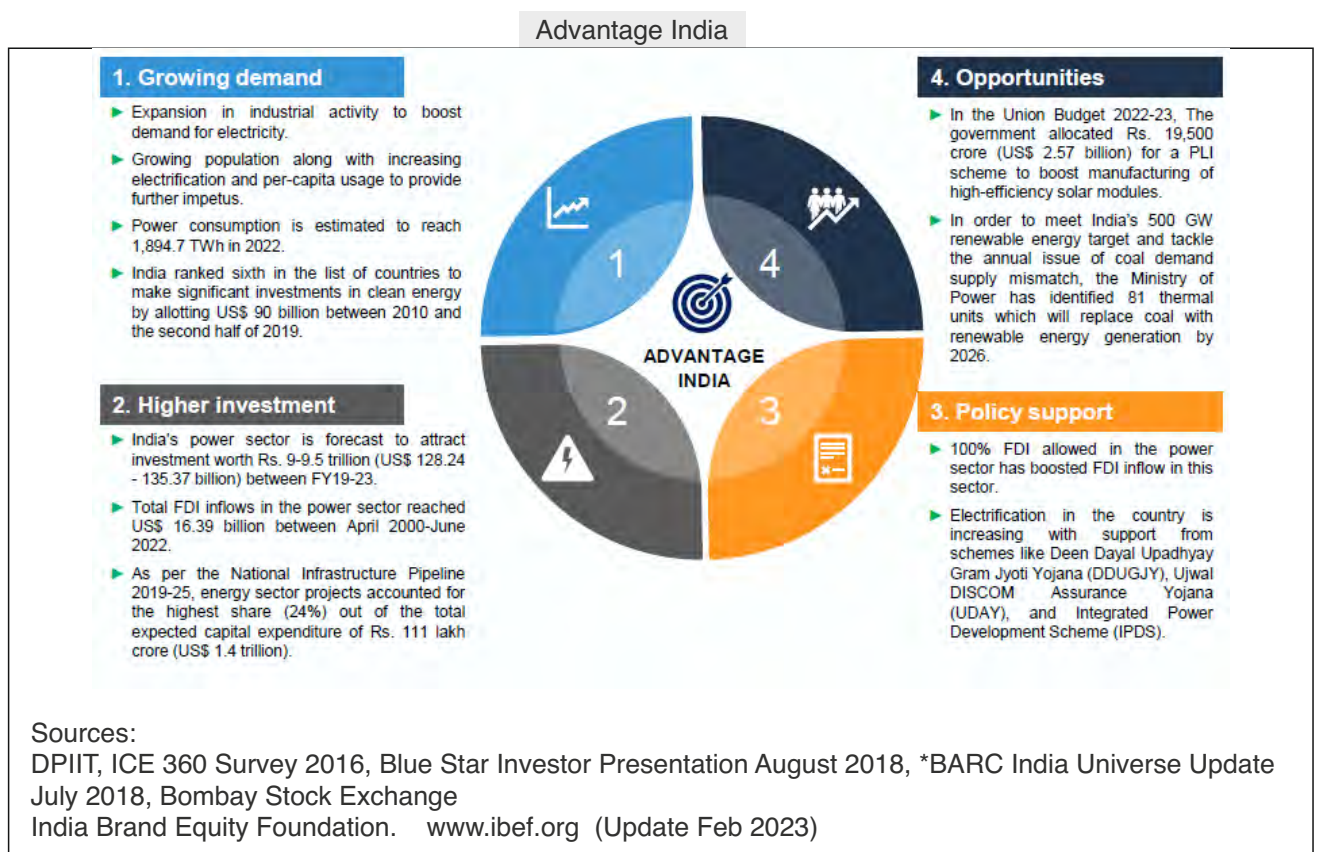 Advantage India
1. Growing demand
► Expansion in industrial activity to boost
demand for electricity.
► Growing population along with increasing
electrification and per-capita usage to provide
further impetus.
► Power consumption is estimated to reach
1,894.7 TWh in 2022.
► India ranked sixth in the list of countries to
make significant investments in clean energy
by allotting US$ 90 billion between 2010 and
the second half of 2019.
2. Higher investment
► India's power sector is forecast to attract
investment worth Rs. 9-9.5 trillion (US$ 128.24
- 135.37 billion) between FY19-23.
► Total FDI inflows in the power sector reached
US$ 16.39 billion between April 2000-June
2022.
► As per the National Infrastructure Pipeline
2019-25, energy sector projects accounted for
the highest share (24%) out of the total
expected capital expenditure of Rs. 111 lakh
crore (US$ 1.4 trillion).
1
4
ADVANTAGE
INDIA
2
3
4. Opportunities
► In the Union Budget 2022-23, The
government allocated Rs. 19,500
crore (US$ 2.57 billion) for a PLI
scheme to boost manufacturing of
high-efficiency solar modules.
► In order to meet India's 500 GW
renewable energy target and tackle
the annual issue of coal demand
supply mismatch, the Ministry of
Power has identified 81 thermal
units which will replace coal with
renewable energy generation by
2026.
3. Policy support
► 100% FDI allowed in the power
sector has boosted FDI inflow in this
sector.
► Electrification in the country is
increasing with support from
schemes like Deen Dayal Upadhyay
Gram Jyoti Yojana (DDUGJY), Ujwal
DISCOM Assurance Yojana
(UDAY), and Integrated Power
Development Scheme (IPDS).
Sources:
DPIIT, ICE 360 Survey 2016, Blue Star Investor Presentation August 2018, *BARC India Universe Update
July 2018, Bombay Stock Exchange
India Brand Equity Foundation. www.ibef.org (Update Feb 2023)